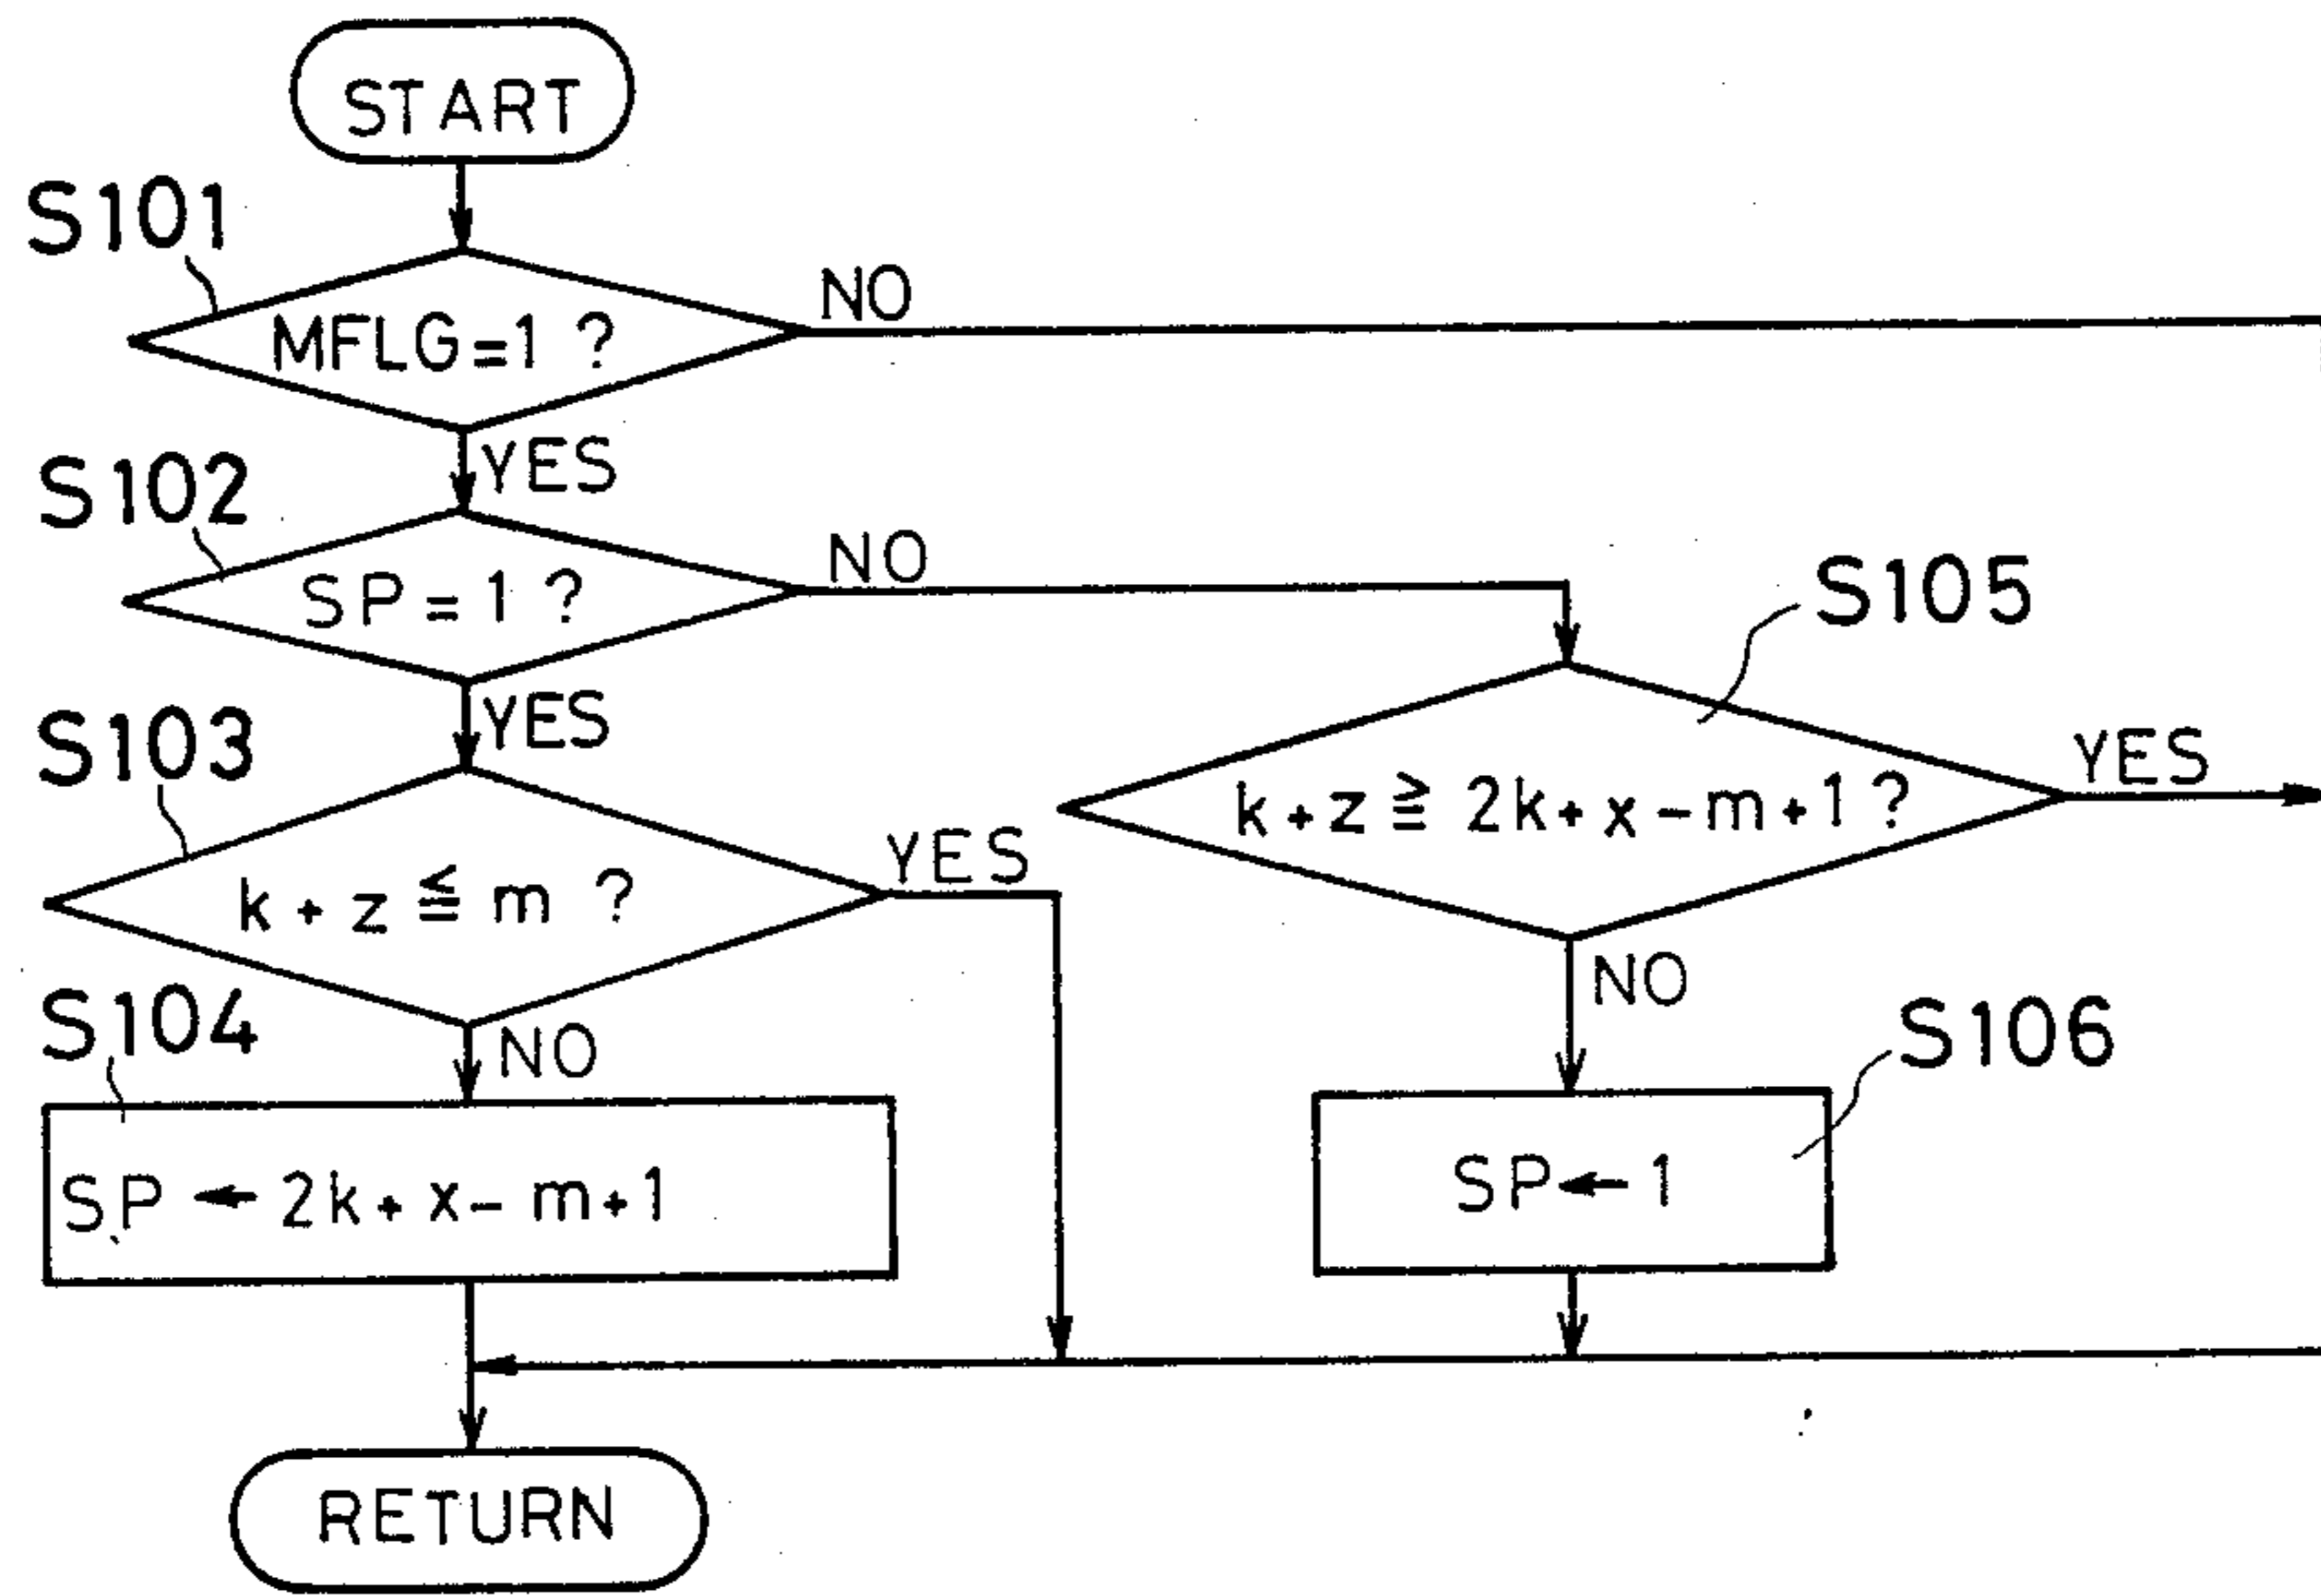 START
S101
NO
MFLG=1 ?
YES
S102
NO
SP=1 ?
S105
YES
S103
YES
k+z≧2k+x-m+1 ?
YES
k+z≦m ?
NO
S104
NO
S106
SP←2k+x-m+1
SP←1
RETURN